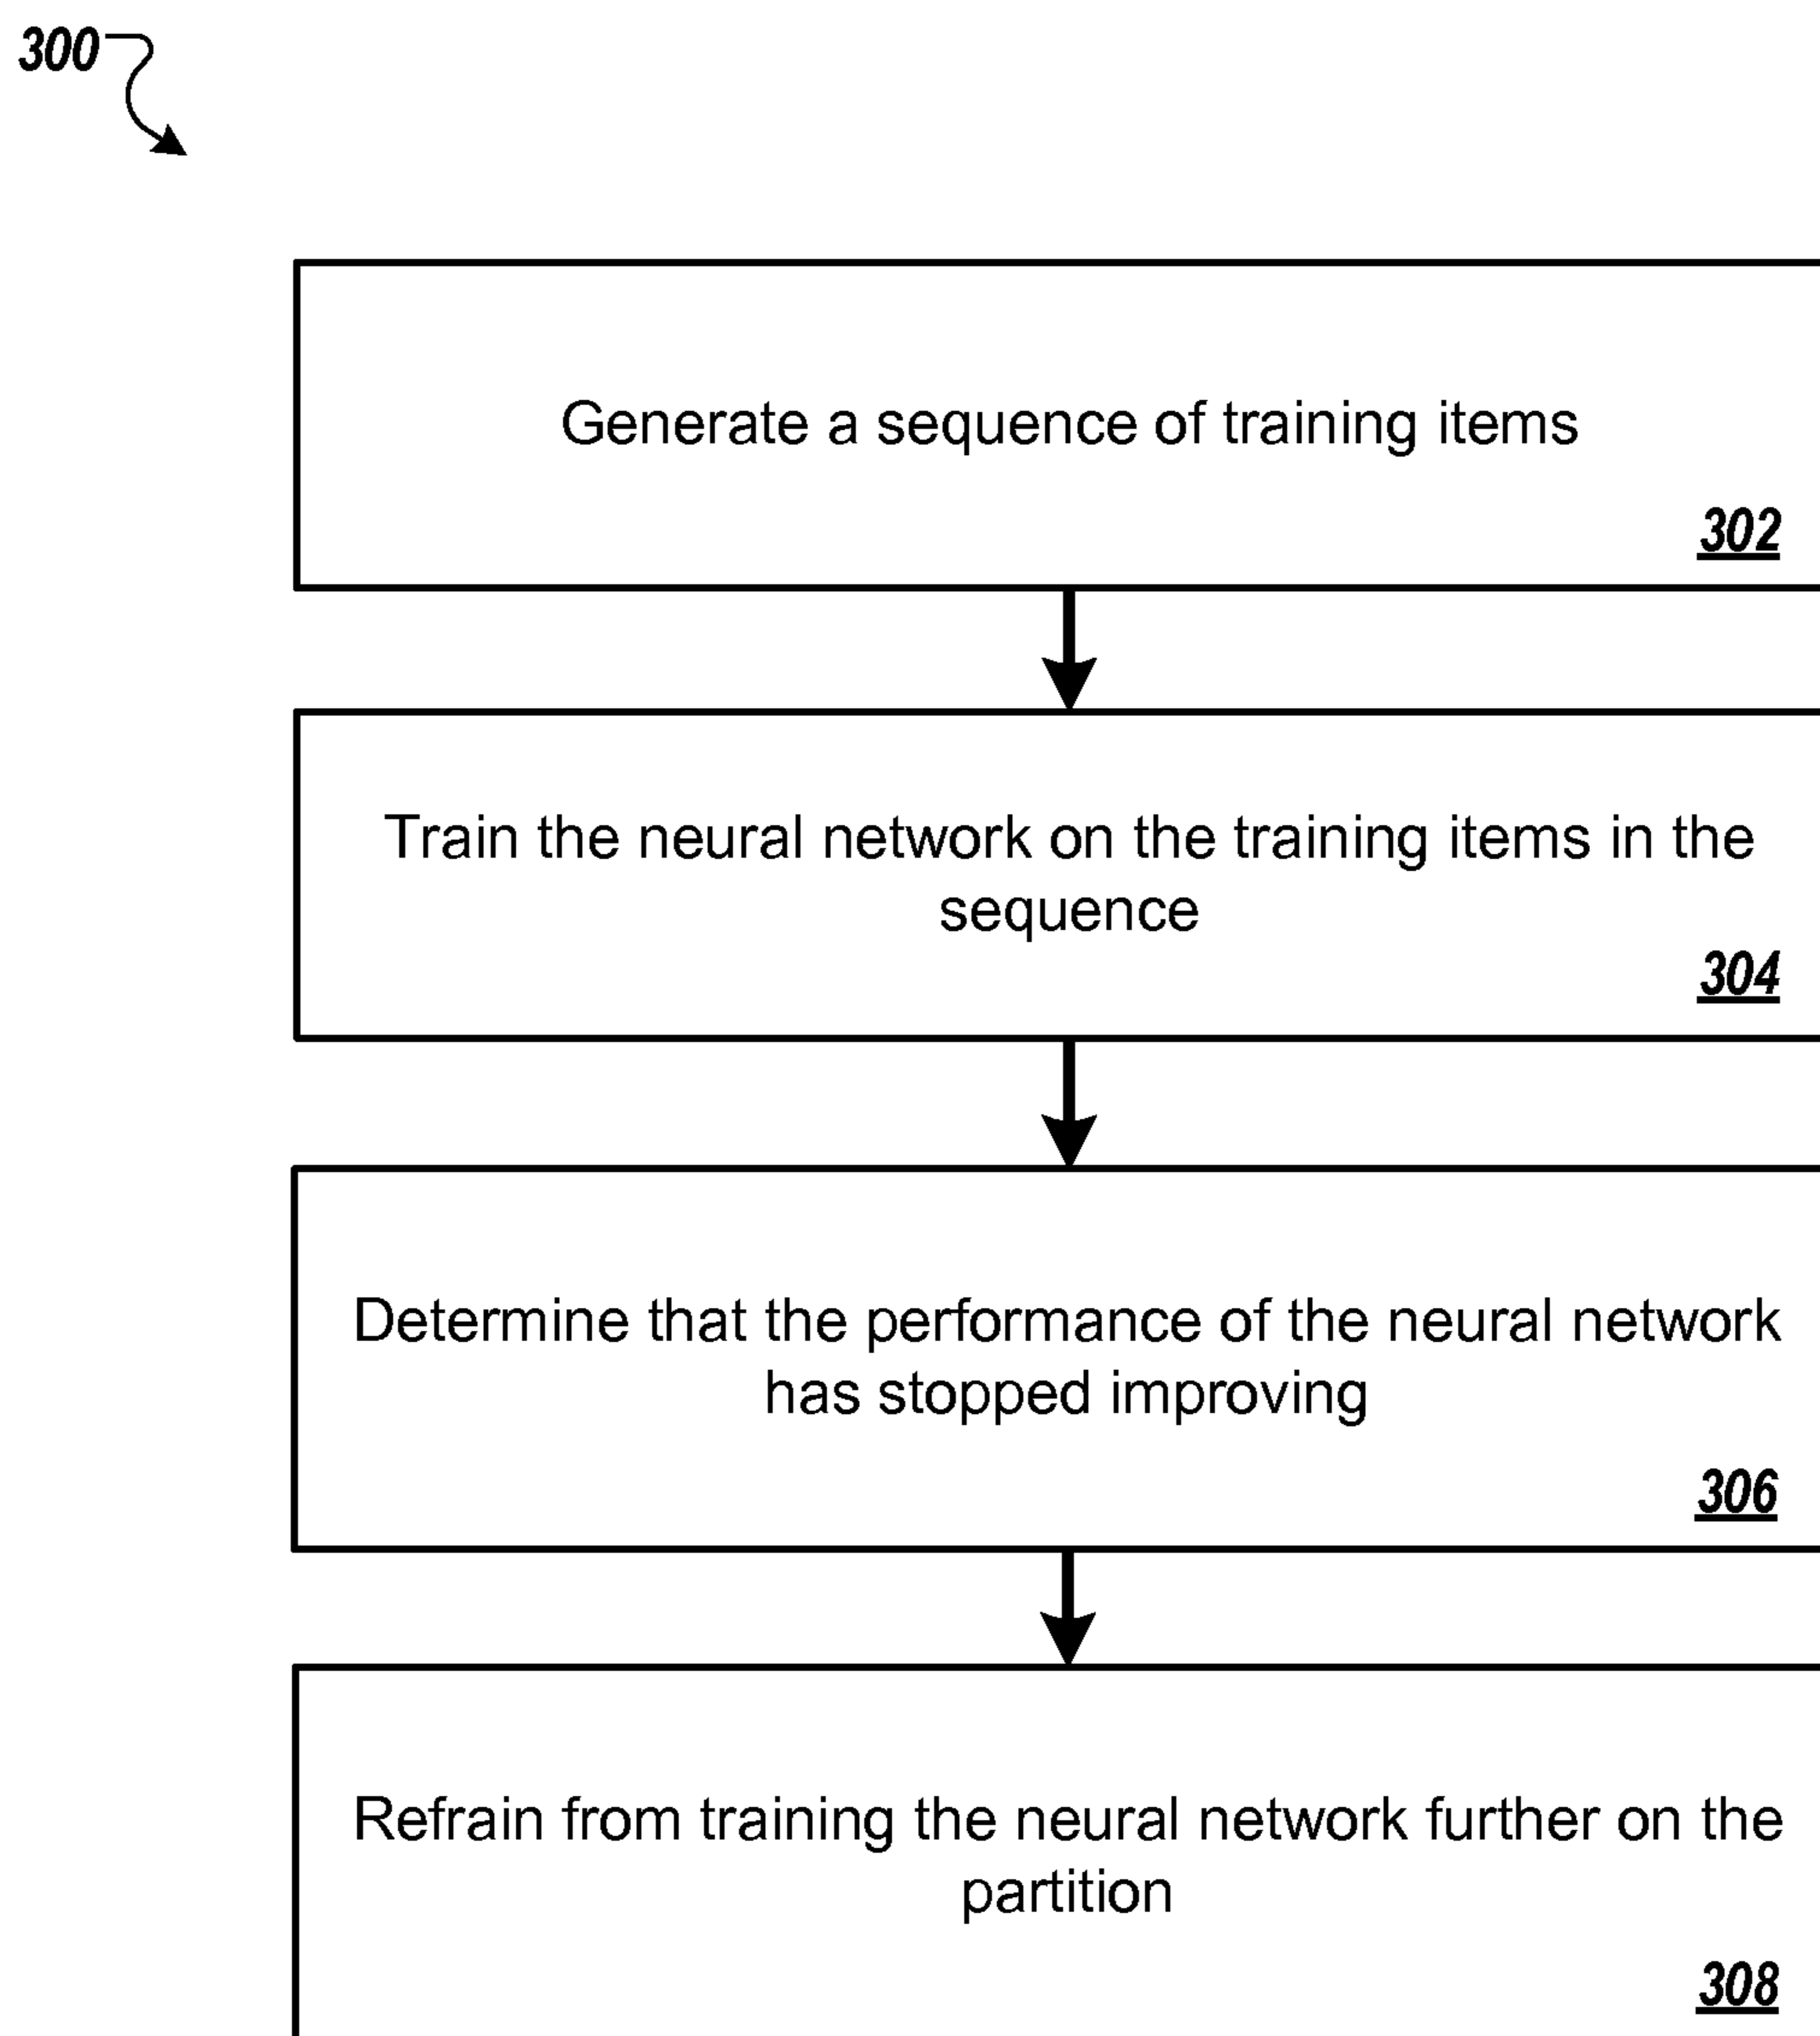 300
Generate a sequence of training items
302
Train the neural network on the training items in the
sequence
304
Determine that the performance of the neural network
has stopped improving
306
Refrain from training the neural network further on the
partition
308